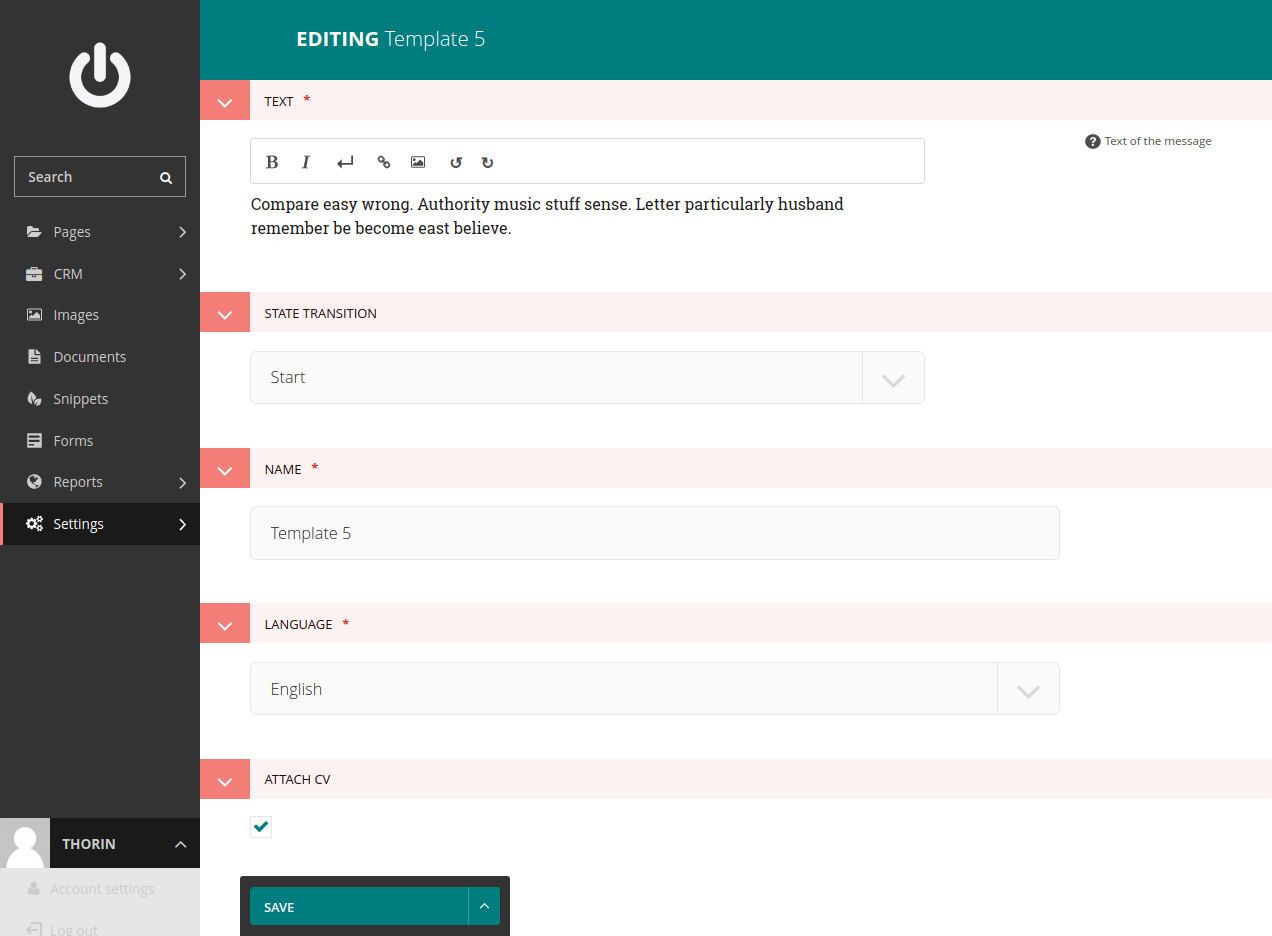 EDITING Template 5
Search
Pages
CRM
Images
Documents
Snippets
Forms
Reports
Settings
THORIN
Account settings
Log out
TEXT *
? Text of the message
B I
Compare easy wrong. Authority music stuff sense. Letter particularly husband
remember be become east believe.
STATE TRANSITION
Start
NAME *
Template 5
LANGUAGE *
English
ATTACH CV
SAVE